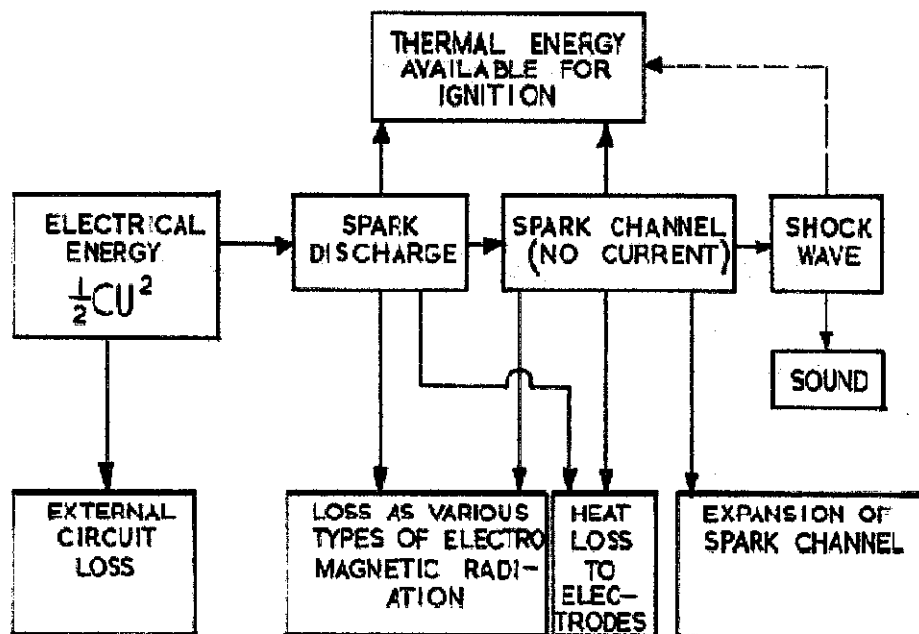 THERMAL ENERGY
AVAILABLE FOR
IGNITION
ELECTRICAL
ENERGY
½CU²
SPARK
DISCHARGE
SPARK CHANNEL
(NO CURRENT)
SHOCK
WAVE
SOUND
EXTERNAL
CIRCUIT
LOSS
LOSS AS VARIOUS
TYPES OF ELECTRO
MAGNETIC RADI-
ATION
HEAT
LOSS
TO
ELEC-
TRODES
EXPANSION OF
SPARK CHANNEL